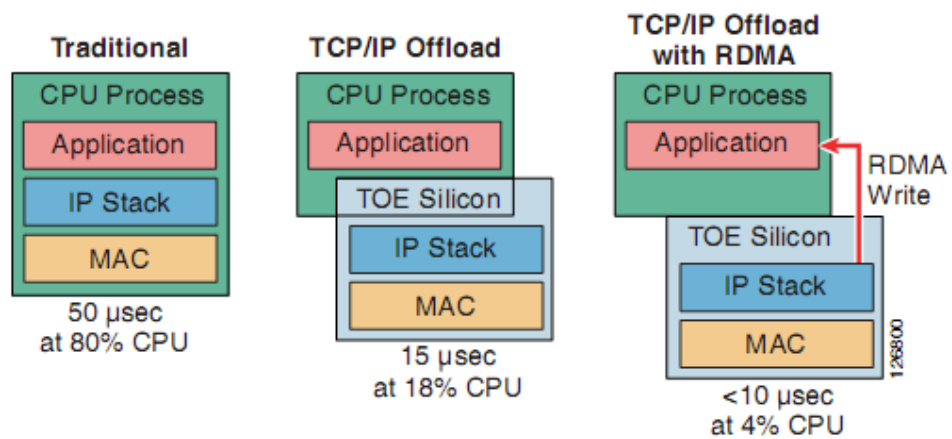 Traditional
CPU Process
Application
IP Stack
MAC
50 µsec
at 80% CPU
TCP/IP Offload
CPU Process
Application
TOE Silicon
IP Stack
MAC
15 µsec
at 18% CPU
TCP/IP Offload
with RDMA
CPU Process
Application
RDMA
Write
TOE Silicon
IP Stack
MAC
126800
<10 µsec
at 4% CPU